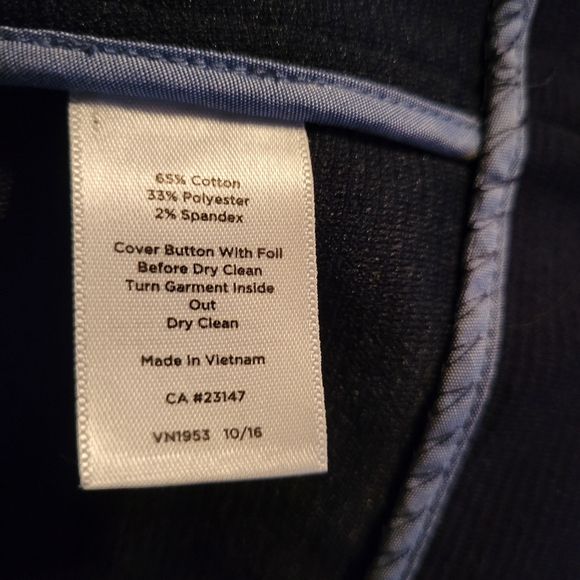 65% Cotton
33% Polyester
2% Spandex
Cover Button With Foil
Before Dry Clean
Turn Garment Inside
Out
Dry Clean
Made In Vietnam
CA #23147
VN1953 10/16